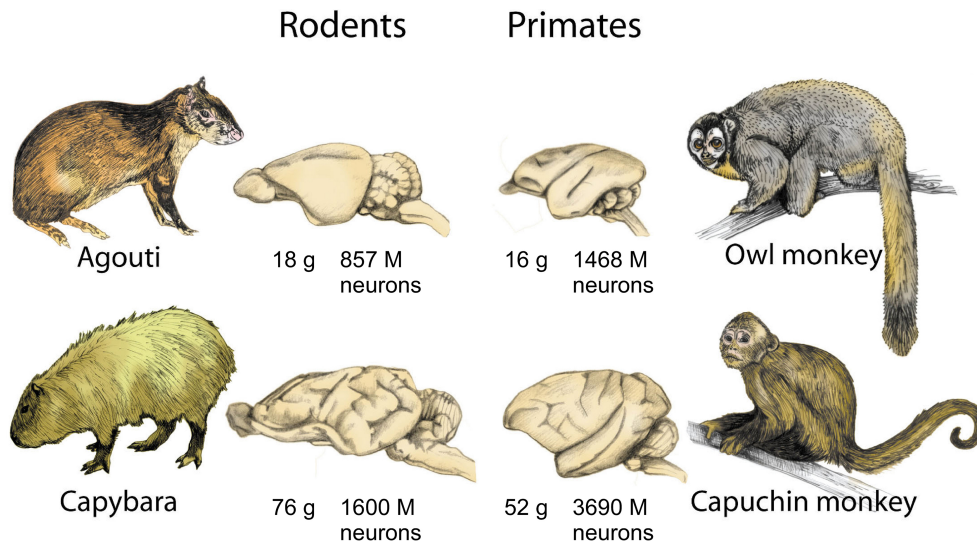 Rodents Primates
Agouti
18 g 857 M
neurons
16 g 1468 M
neurons
Owl monkey
Capybara
76 g 1600 M
neurons
52 g 3690 M
neurons
Capuchin monkey